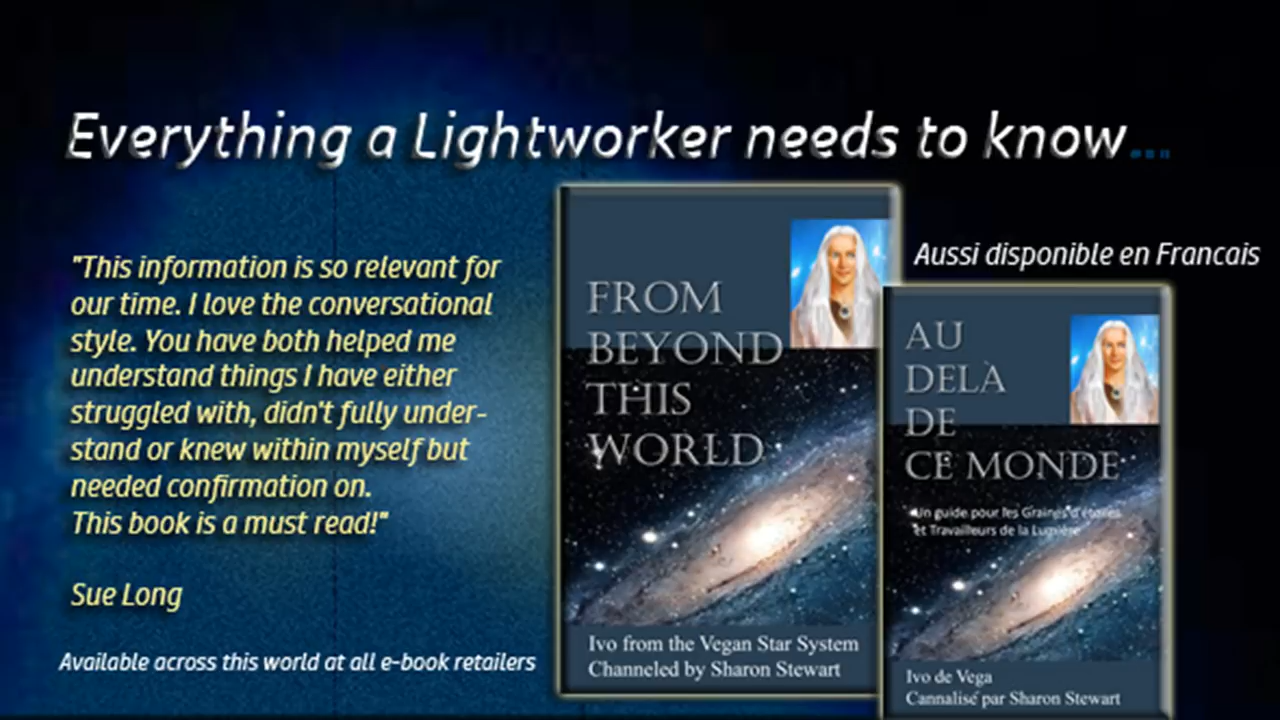 Everything a Lightworker needs to know...
"This information is so relevant for
our time. I love the conversational
style. You have both helped me
understand things I have either
struggled with, didn't fully under-
stand or knew within myself but
needed confirmation on.
This book is a must read!"
Sue Long
Available across this world at all e-book retailers
FROM
BEYOND
THIS
WORLD
Ivo from the Vegan Star System
Channeled by Sharon Stewart
Aussi disponible en Francais
AU
DELÀ
DE
CE MONDE
Un guide pour les Graines d'étoiles
et Travailleurs de la Lumière
Ivo de Vega
Cannalisé par Sharon Stewart